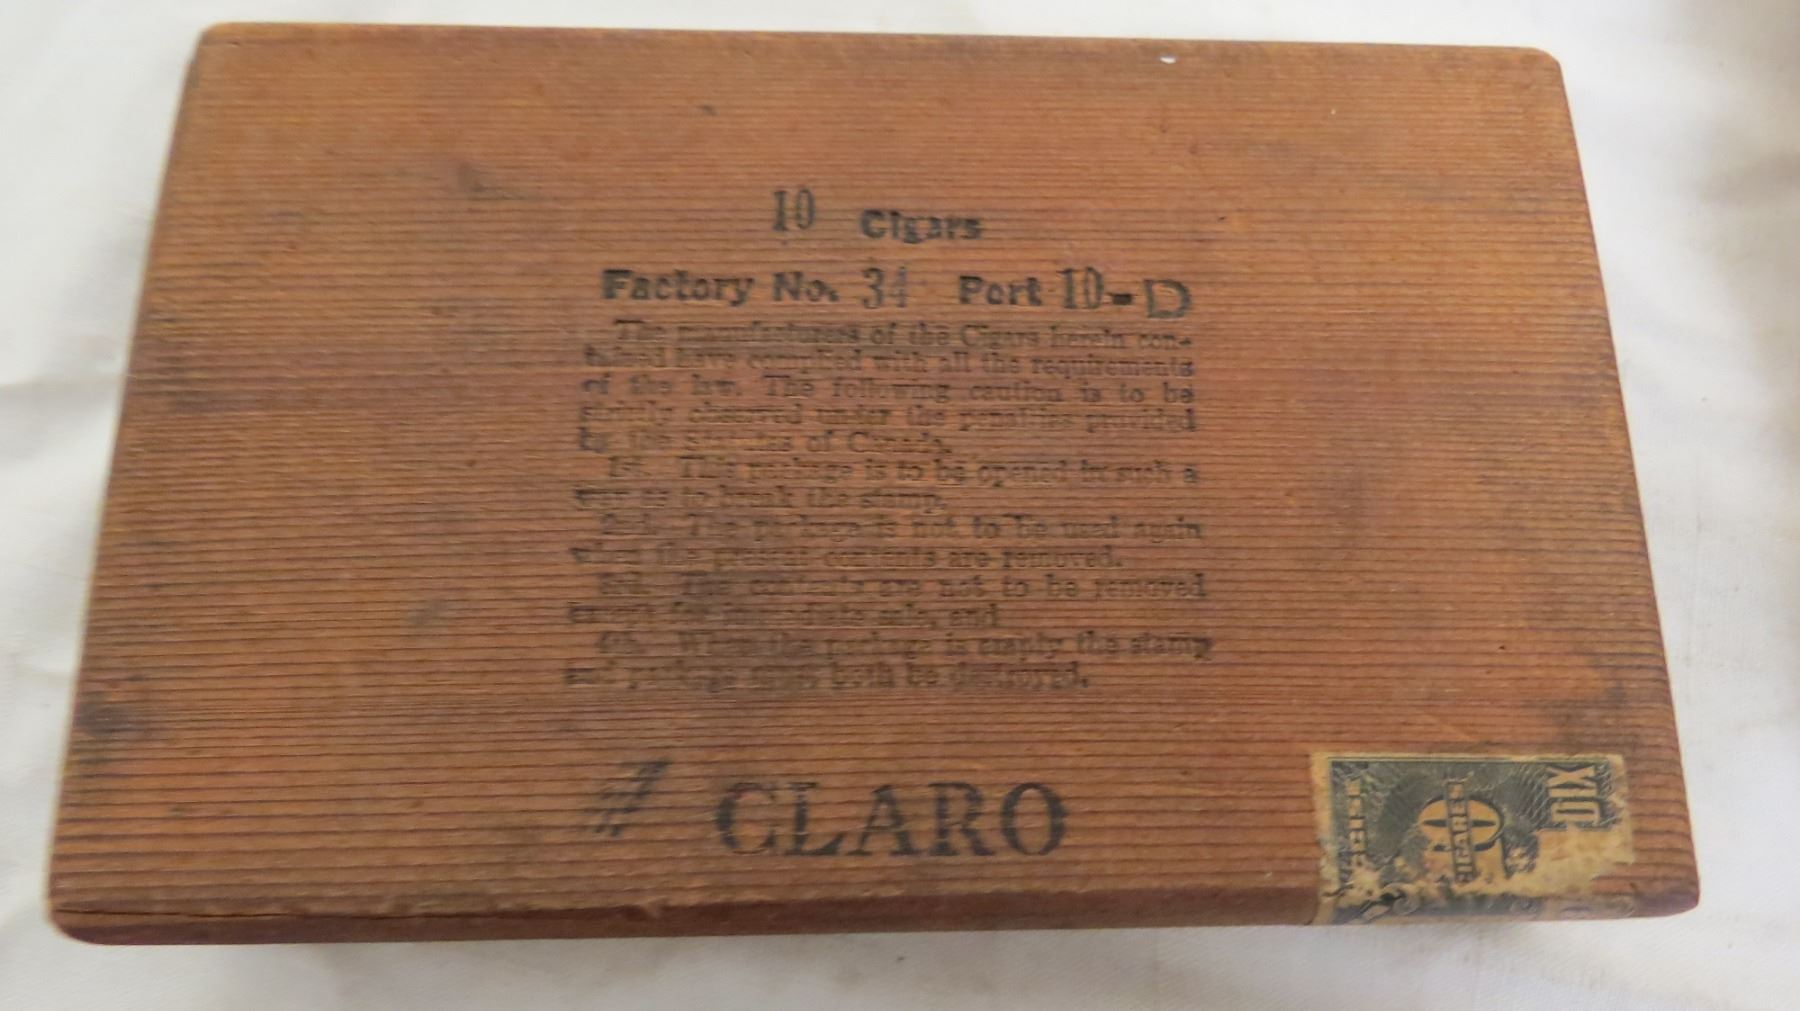 10 Cigars
Factory No. 34 Port 10-D
The manufacturers of the Cigars herein con-
tained have complied with all the requirements
of the law. The following caution is to be
strictly observed under the penalties provided
by the statutes of Canada.
1st. This package is to be opened in such a
way as to break the stamp.
2nd. The package is not to be used again
when the present contents are removed.
3rd. The contents are not to be removed
except for immediate sale, and
4th. When the package is empty the stamp
and package must both be destroyed.
CLARO
10
CIGARES
DIX